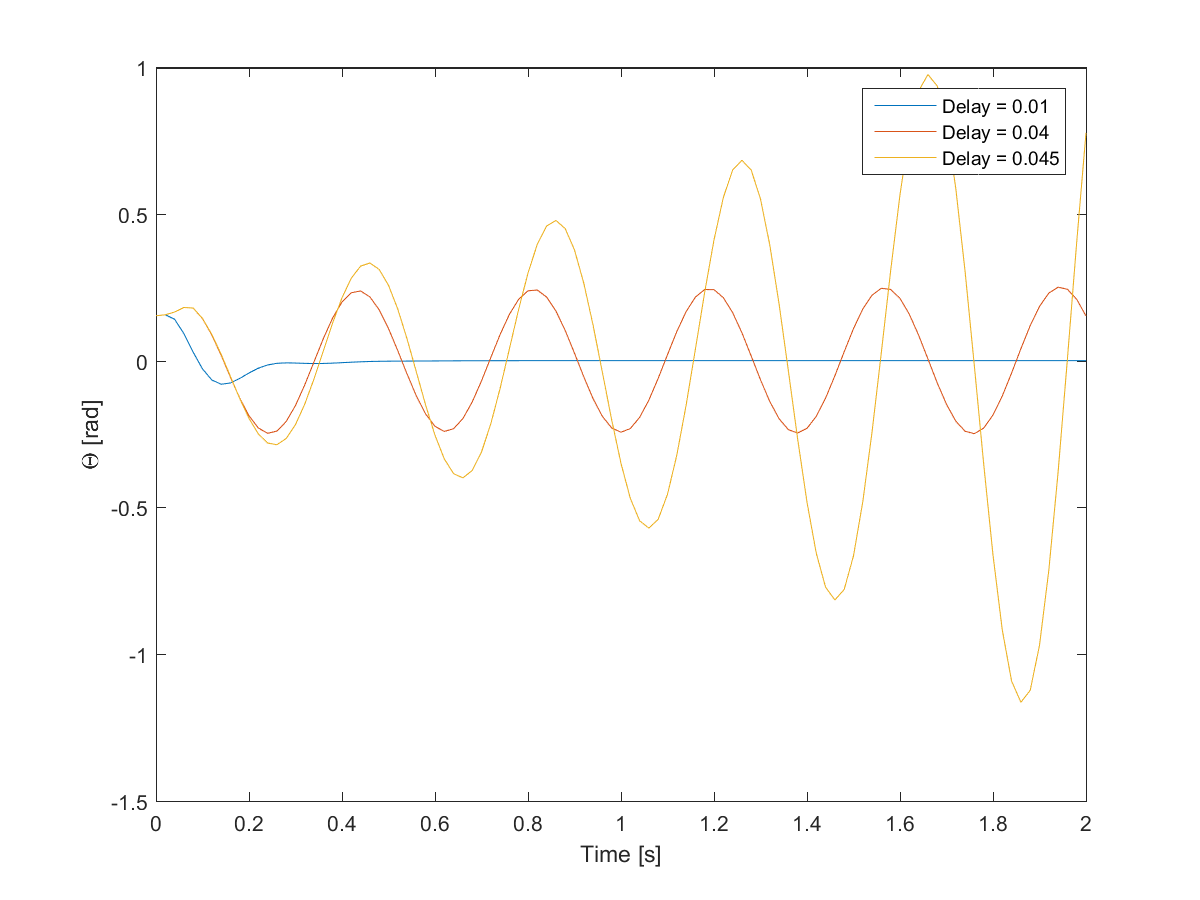 1
0.5
0
-0.5
-1
-1.5
Θ [rad]
Delay = 0.01
Delay = 0.04
Delay = 0.045
0 0.2 0.4 0.6 0.8 1 1.2 1.4 1.6 1.8 2
Time [s]